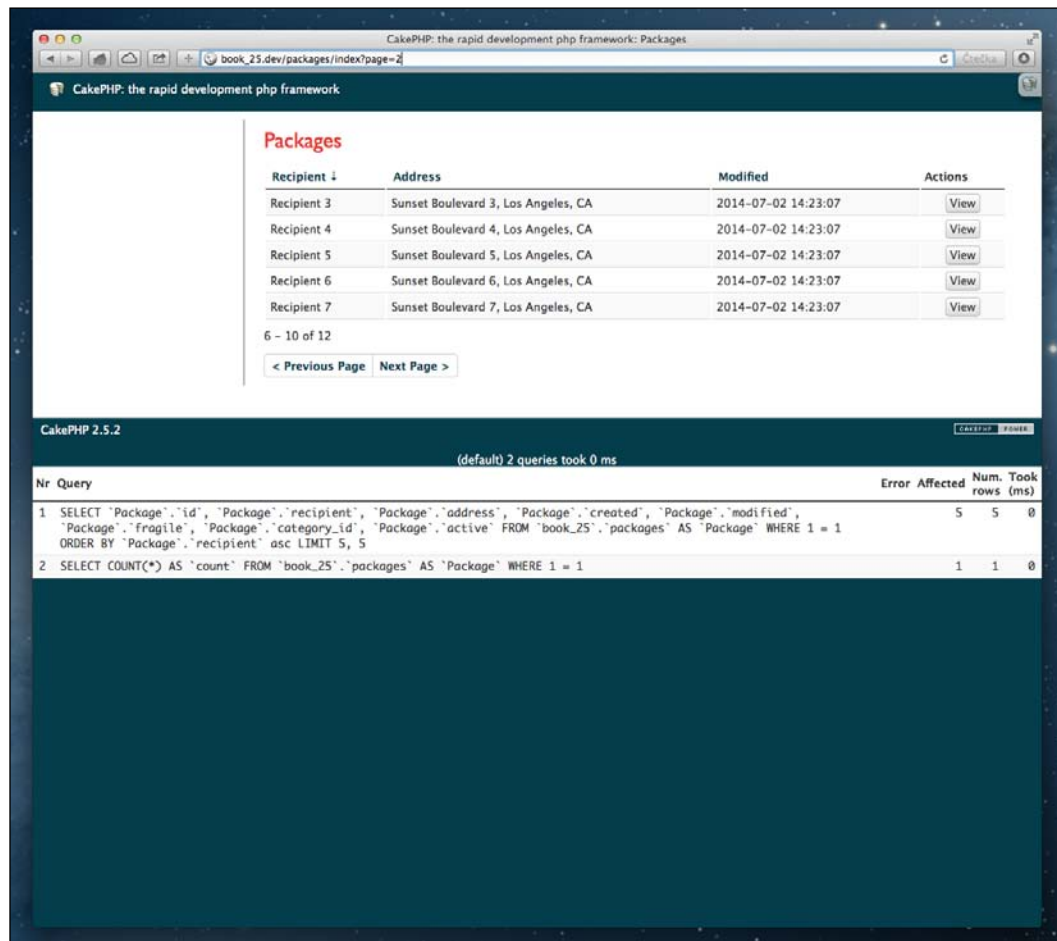 CakePHP: the rapid development php framework: Packages
book_25.dev/packages/index?page=2
Čtečka
CakePHP: the rapid development php framework
Packages
Recipient ↓ Address Modified Actions
Recipient 3 Sunset Boulevard 3, Los Angeles, CA 2014-07-02 14:23:07 View
Recipient 4 Sunset Boulevard 4, Los Angeles, CA 2014-07-02 14:23:07 View
Recipient 5 Sunset Boulevard 5, Los Angeles, CA 2014-07-02 14:23:07 View
Recipient 6 Sunset Boulevard 6, Los Angeles, CA 2014-07-02 14:23:07 View
Recipient 7 Sunset Boulevard 7, Los Angeles, CA 2014-07-02 14:23:07 View
6 – 10 of 12
< Previous Page Next Page >
CakePHP 2.5.2 CAKEPHP POWER
(default) 2 queries took 0 ms
Nr Query Error Affected Num. rows Took (ms)
1 SELECT `Package`.`id`, `Package`.`recipient`, `Package`.`address`, `Package`.`created`, `Package`.`modified`, 5 5 0
`Package`.`fragile`, `Package`.`category_id`, `Package`.`active` FROM `book_25`.`packages` AS `Package` WHERE 1 = 1
ORDER BY `Package`.`recipient` asc LIMIT 5, 5
2 SELECT COUNT(*) AS `count` FROM `book_25`.`packages` AS `Package` WHERE 1 = 1 1 1 0